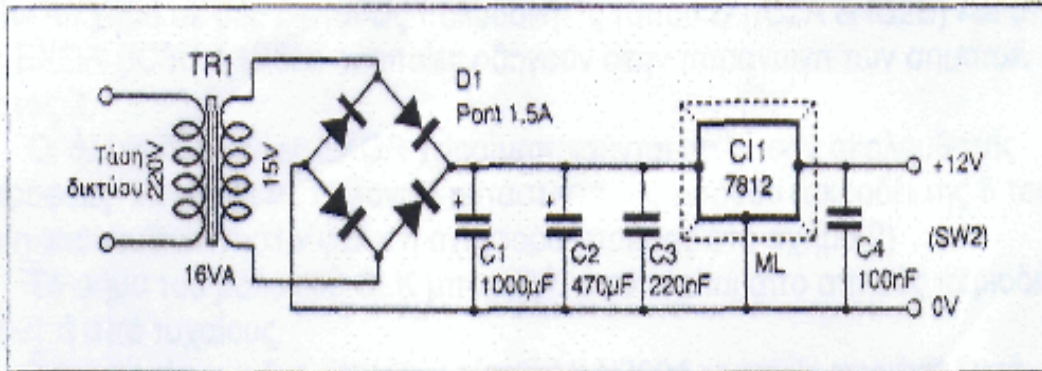 TR1
Τάση
δικτύου
220V
15V
16VA
D1
Pont 1,5A
C1
1000μF
C2
470μF
C3
220nF
CI1
7812
ML
C4
100nF
+12V
(SW2)
0V